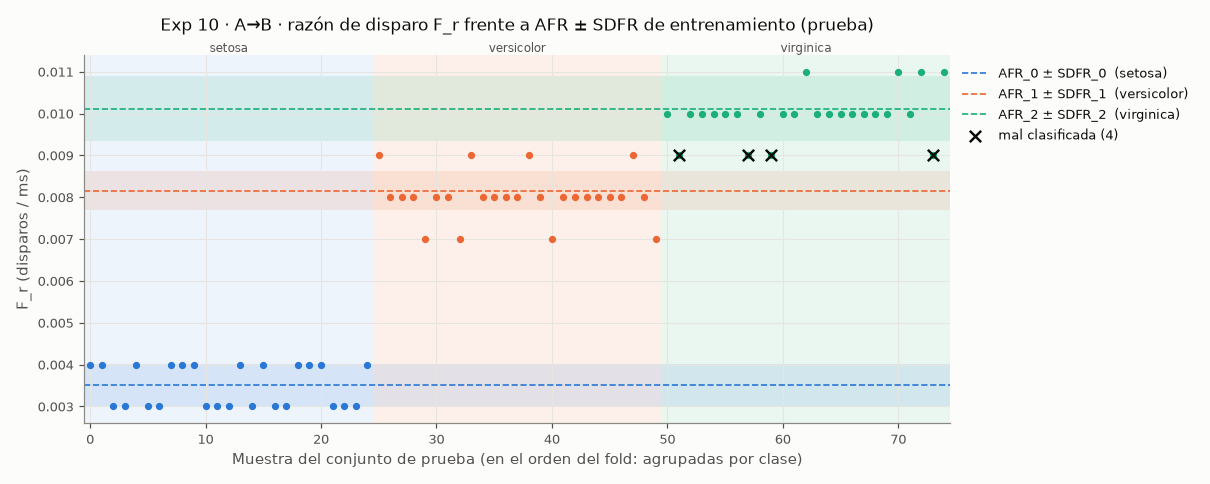 Exp 10 · A→B · razón de disparo F_r frente a AFR ± SDFR de entrenamiento (prueba)
setosa
versicolor
virginica
F_r (disparos / ms)
0.011
0.010
0.009
0.008
0.007
0.006
0.005
0.004
0.003
0
10
20
30
40
50
60
70
Muestra del conjunto de prueba (en el orden del fold: agrupadas por clase)
AFR_0 ± SDFR_0 (setosa)
AFR_1 ± SDFR_1 (versicolor)
AFR_2 ± SDFR_2 (virginica)
mal clasificada (4)